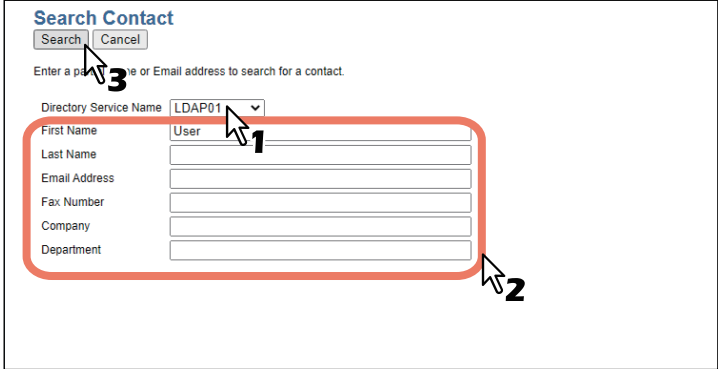 Search Contact
Search Cancel
Enter a me or Email address to search for a contact.
Directory Service Name LDAP01
First Name User
Last Name
Email Address
Fax Number
Company
Department
1
2
3